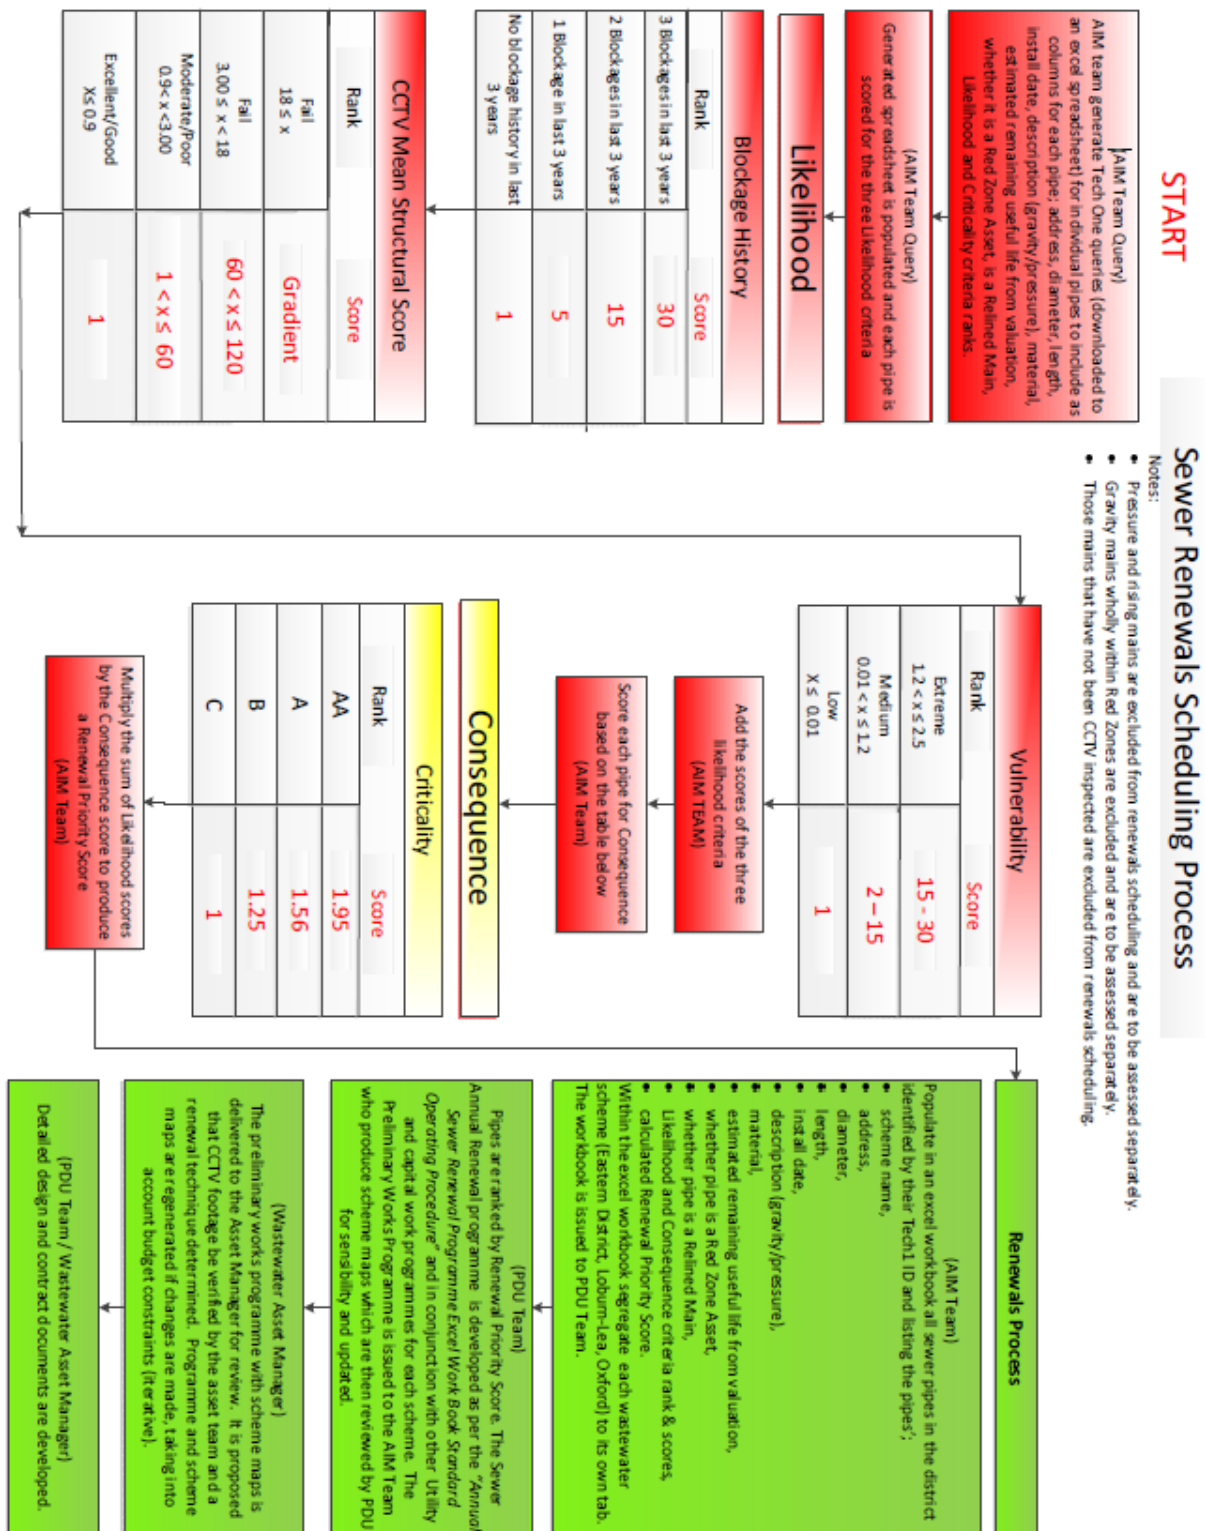 Sewer Renewals Scheduling Process
START
Notes:
• Pressure and rising mains are excluded from renewals scheduling and are to be assessed separately.
• Gravity mains wholly within Red Zones are excluded and are to be assessed separately.
• Those mains that have not been CCTV inspected are excluded from renewals scheduling.
(AIM Team Query)
AIM team generate Tech One queries (downloaded to
an excel spreadsheet) for individual pipes to include as
columns for each pipe; address, diameter, length,
install date, description (gravity/pressure), material,
estimated remaining useful life from valuation,
whether it is a Red Zone Asset, is a Relined Main,
Likelihood and Criticality criteria ranks.
(AIM Team Query)
Generated spreadsheet is populated and each pipe is
scored for the three Likelihood criteria
Likelihood
Blockage History
Rank Score
3 Blockages in last 3 years 30
2 Blockages in last 3 years 15
1 Blockage in last 3 years 5
No blockage history in last
3 years 1
CCTV Mean Structural Score
Rank Score
Fail
18 ≤ x Gradient
Fail
3.00 ≤ x < 18 60 < x ≤ 120
Moderate/Poor
0.9< x <3.00 1 < x ≤ 60
Excellent/Good
X≤ 0.9 1
Vulnerability
Rank Score
Extreme
1.2 < x ≤ 2.5 15 - 30
Medium
0.01 < x ≤ 1.2 2 – 15
Low
X ≤ 0.01 1
Add the scores of the three
likelihood criteria
(AIM TEAM)
Score each pipe for Consequence
based on the table below
(AIM Team)
Consequence
Criticality
Rank Score
AA 1.95
A 1.56
B 1.25
C 1
Multiply the sum of Likelihood scores
by the Consequence score to produce
a Renewal Priority Score
(AIM Team)
Renewals Process
(AIM Team)
Populate in an excel workbook all sewer pipes in the district
identified by their Tech1 ID and listing the pipes';
• scheme name,
• address,
• diameter,
• length,
• install date,
• description (gravity/pressure),
• material,
• estimated remaining useful life from valuation,
• whether pipe is a Red Zone Asset,
• whether pipe is a Relined Main,
• Likelihood and Consequence criteria rank & scores,
• calculated Renewal Priority Score.
Within the excel workbook segregate each wastewater
scheme (Eastern District, Loburn-Lea, Oxford) to its own tab.
The workbook is issued to PDU Team.
(PDU Team)
Pipes are ranked by Renewal Priority Score. The Sewer
Annual Renewal programme is developed as per the "Annual
Sewer Renewal Programme Excel Work Book Standard
Operating Procedure" and in conjunction with other Utility
and capital work programmes for each scheme. The
Preliminary Works Programme is issued to the AIM Team
who produce scheme maps which are then reviewed by PDU
for sensibility and updated.
(Wastewater Asset Manager)
The preliminary works programme with scheme maps is
delivered to the Asset Manager for review. It is proposed
that CCTV footage be verified by the asset team and a
renewal technique determined. Programme and scheme
maps are regenerated if changes are made, taking into
account budget constraints (iterative).
(PDU Team / Wastewater Asset Manager)
Detailed design and contract documents are developed.